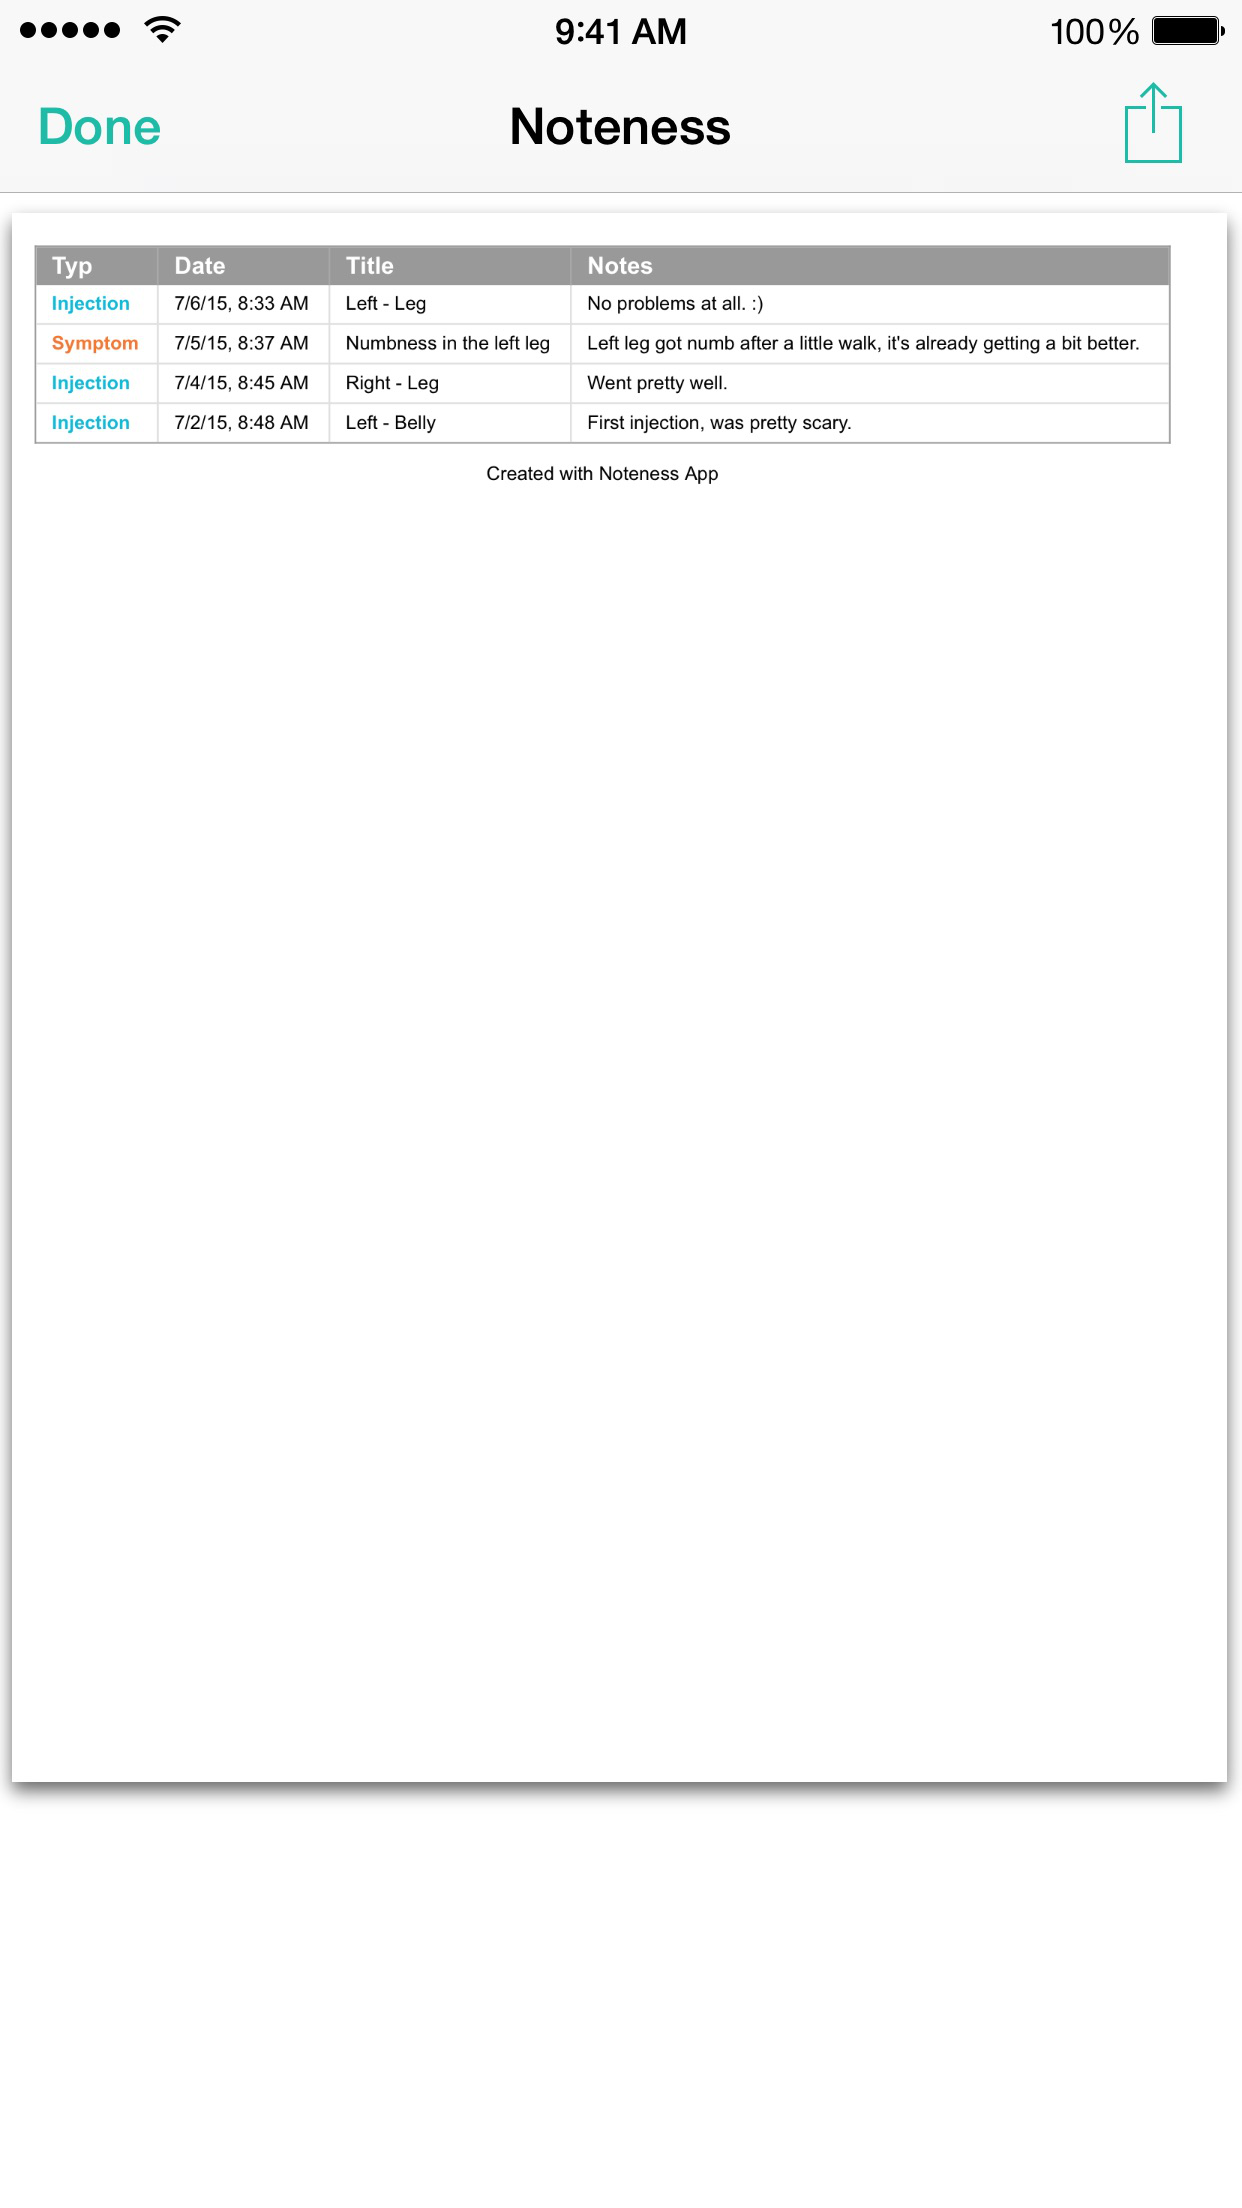 9:41 AM 100%
Done Noteness
Typ Date Title Notes
Injection 7/6/15, 8:33 AM Left - Leg No problems at all. :)
Symptom 7/5/15, 8:37 AM Numbness in the left leg Left leg got numb after a little walk, it's already getting a bit better.
Injection 7/4/15, 8:45 AM Right - Leg Went pretty well.
Injection 7/2/15, 8:48 AM Left - Belly First injection, was pretty scary.
Created with Noteness App